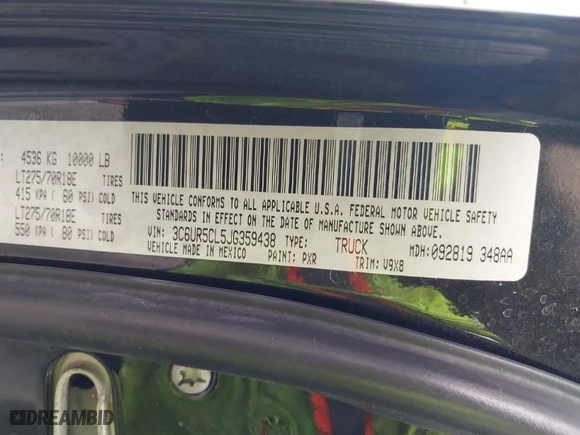 : 4536 KG 10000 LB
LT275/70R18E TIRES
415 KPA ( 60 PSI) COLD
LT275/70R18E TIRES
550 KPA ( 80 PSI) COLD
THIS VEHICLE CONFORMS TO ALL APPLICABLE U.S.A. FEDERAL MOTOR VEHICLE SAFETY
STANDARDS IN EFFECT ON THE DATE OF MANUFACTURE SHOWN ABOVE.
VIN: 3C6UR5CL5JG359438 TYPE: TRUCK MDH: 092819 348AA
VEHICLE MADE IN MEXICO PAINT: PXR TRIM: V9X8
DREAMBID